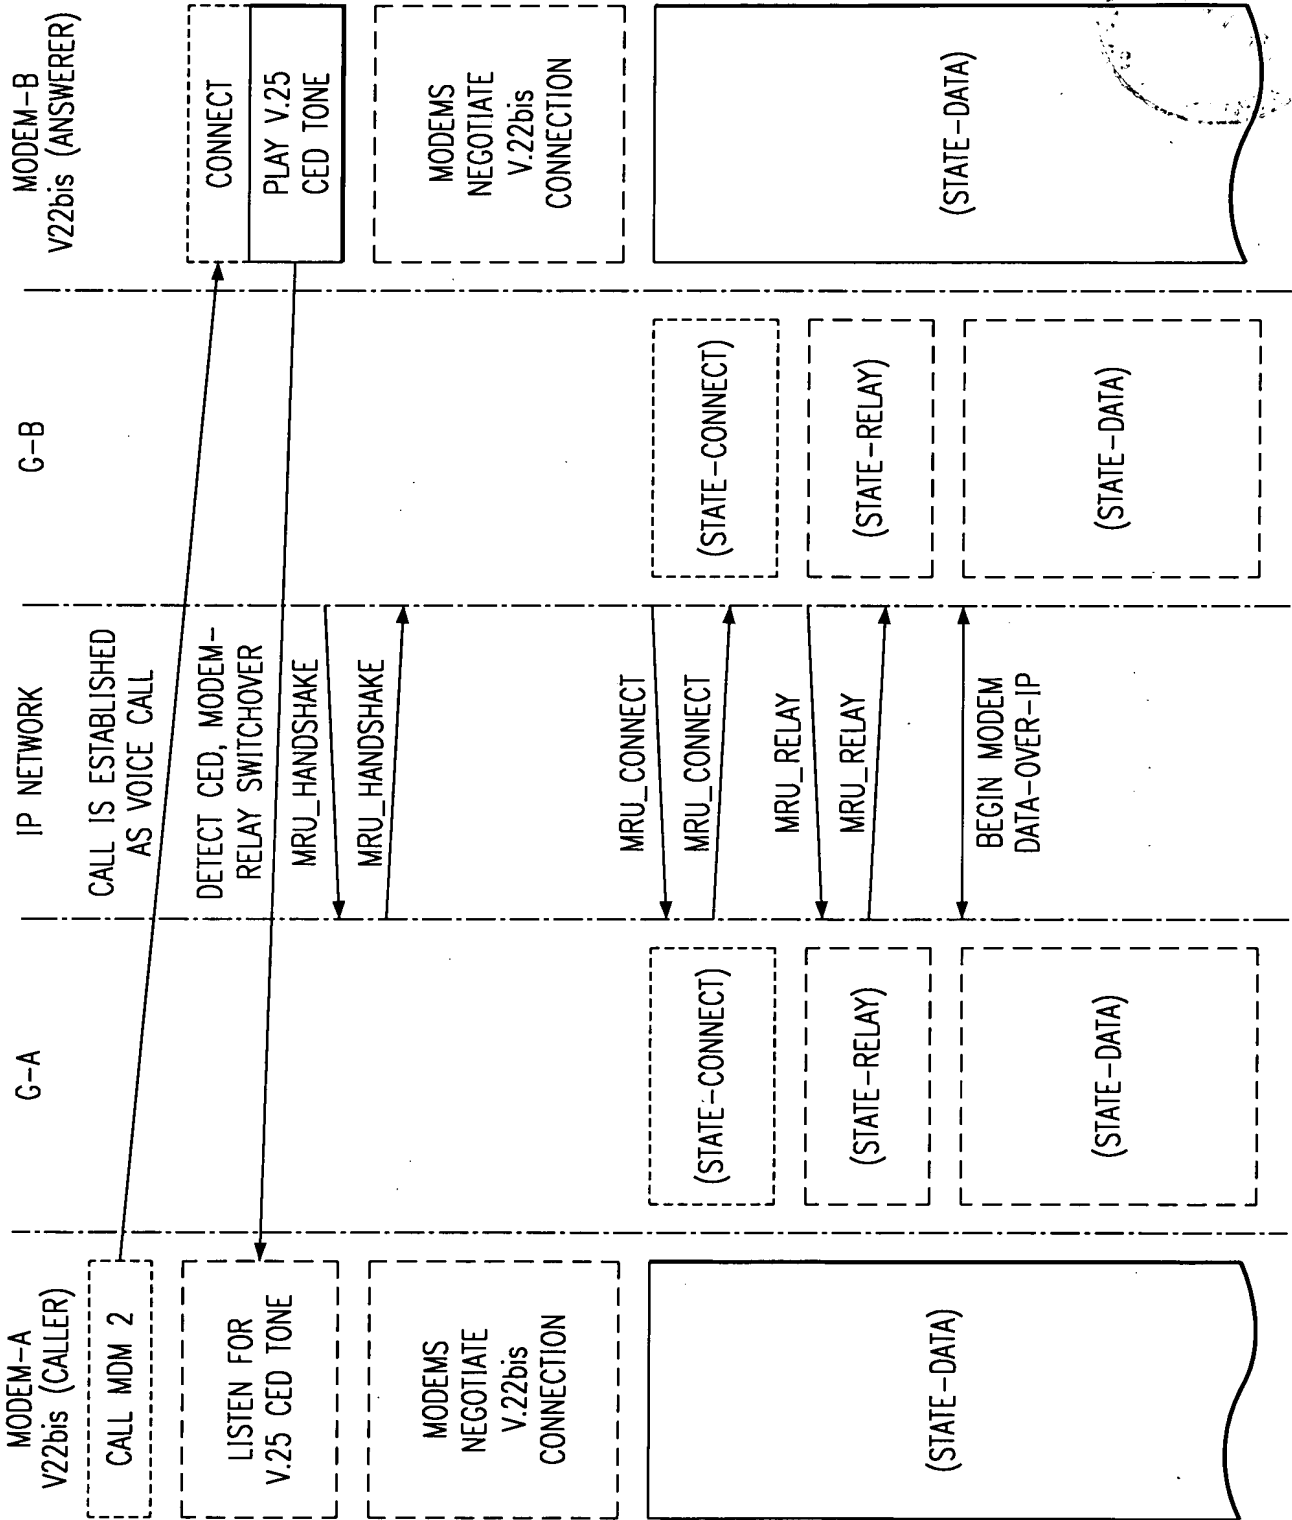 MODEM-A
V22bis (CALLER)
G-A
IP NETWORK
G-B
MODEM-B
V22bis (ANSWERER)
CALL MDM 2
CALL IS ESTABLISHED
AS VOICE CALL
CONNECT
LISTEN FOR
V.25 CED TONE
DETECT CED, MODEM-
RELAY SWITCHOVER
PLAY V.25
CED TONE
MRU_HANDSHAKE
MRU_HANDSHAKE
MODEMS
NEGOTIATE
V.22bis
CONNECTION
MODEMS
NEGOTIATE
V.22bis
CONNECTION
MRU_CONNECT
MRU_CONNECT
(STATE-CONNECT)
(STATE-CONNECT)
MRU_RELAY
MRU_RELAY
(STATE-RELAY)
(STATE-RELAY)
(STATE-DATA)
(STATE-DATA)
BEGIN MODEM
DATA-OVER-IP
(STATE-DATA)
(STATE-DATA)